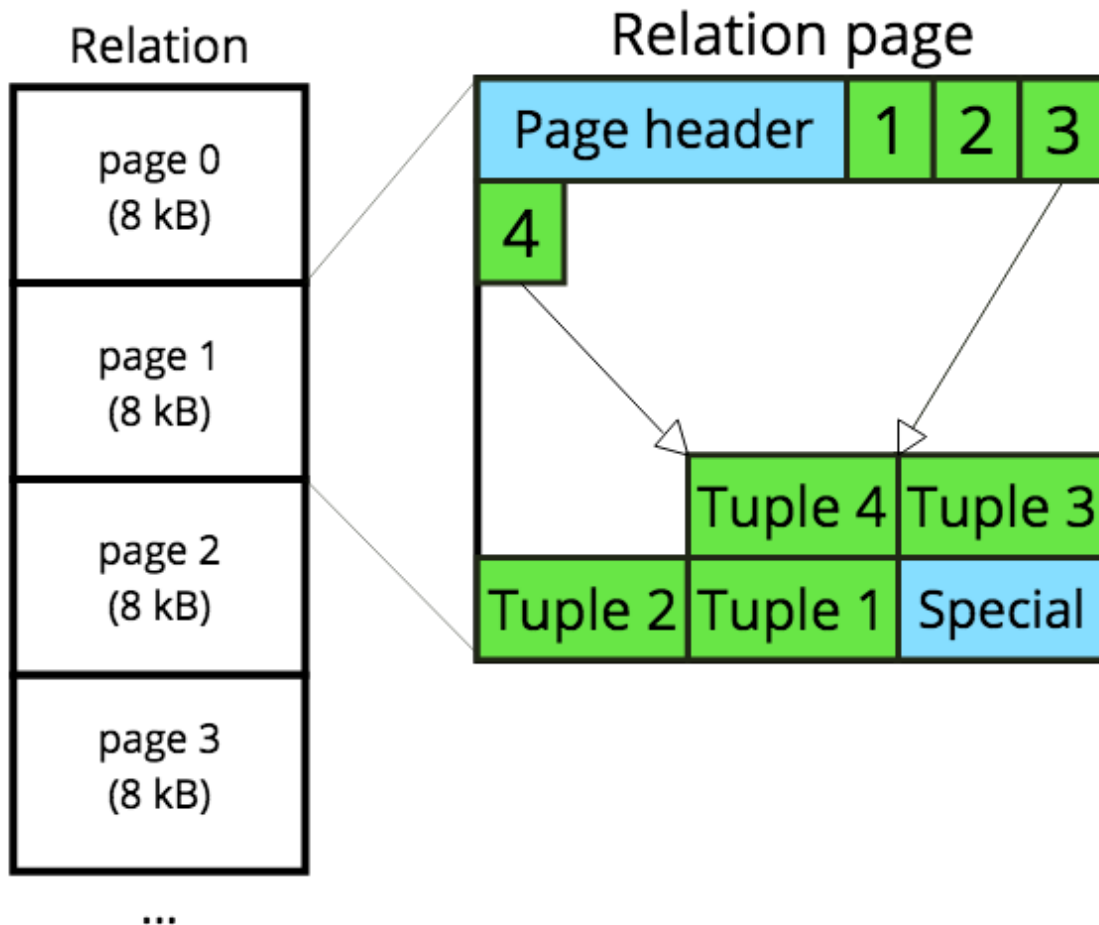 Relation
page 0
(8 kB)
page 1
(8 kB)
page 2
(8 kB)
page 3
(8 kB)
...
Relation page
Page header 1 2 3
4
Tuple 4 Tuple 3
Tuple 2 Tuple 1 Special